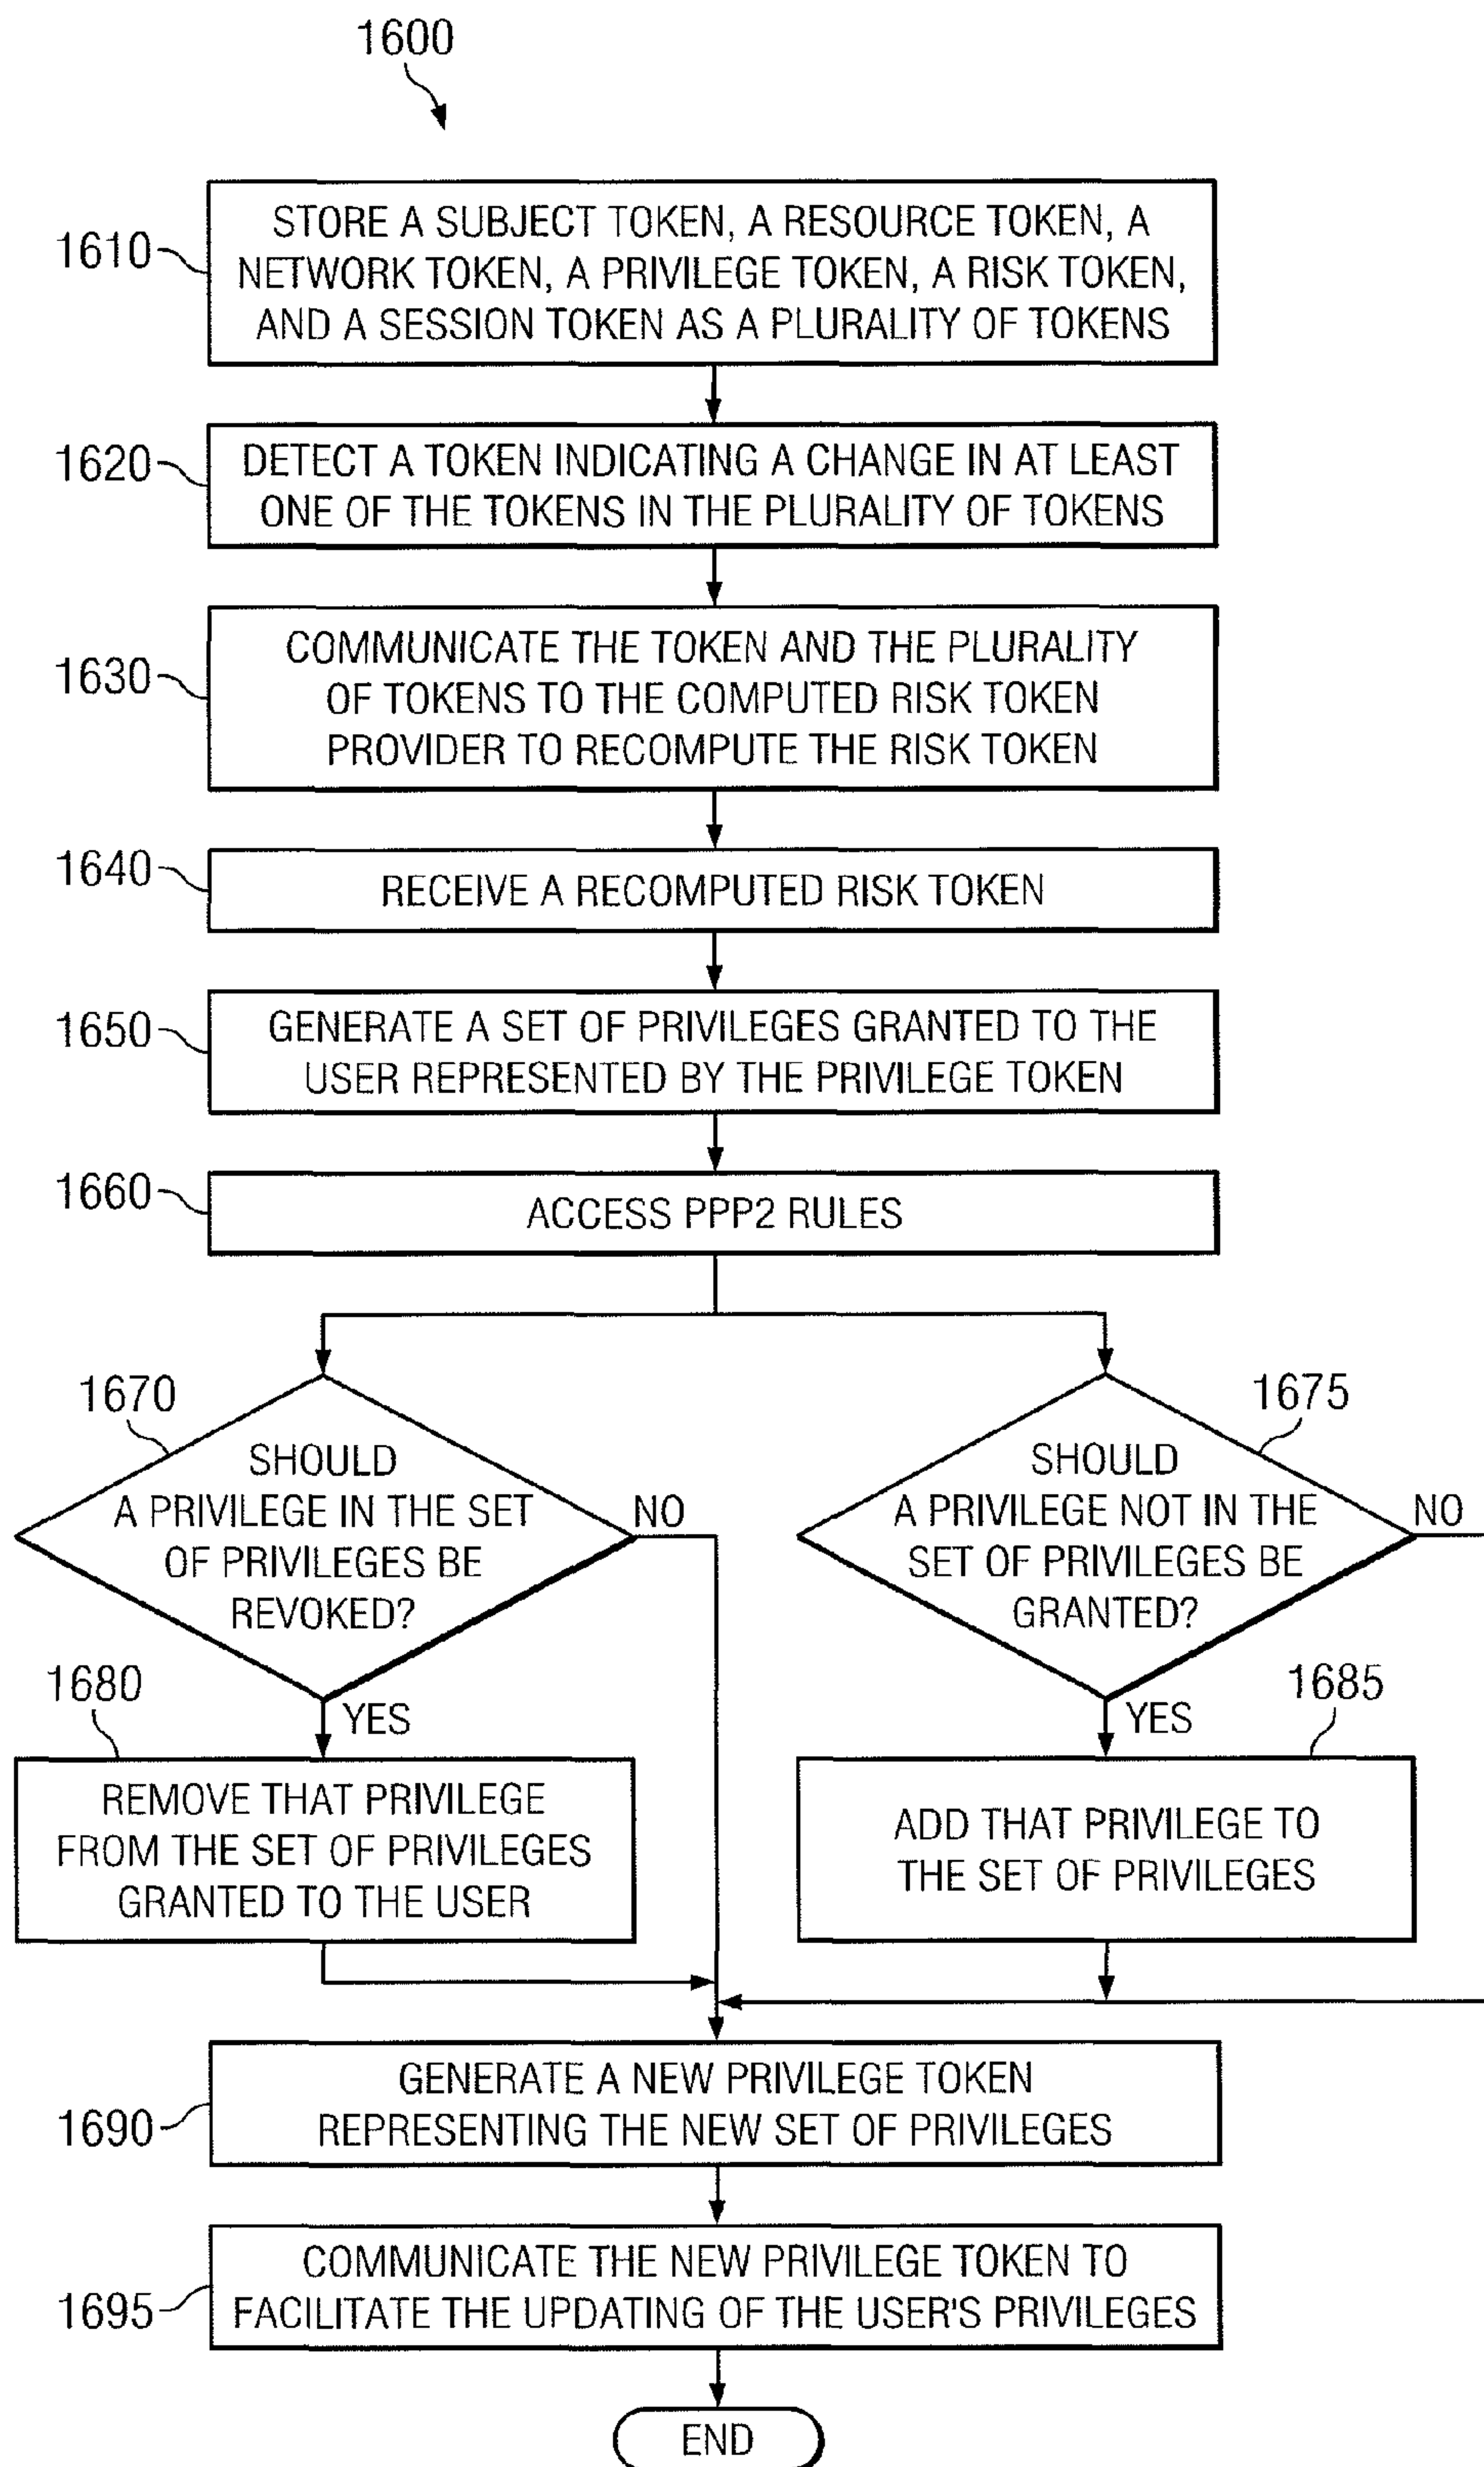 1600
1610
STORE A SUBJECT TOKEN, A RESOURCE TOKEN, A
NETWORK TOKEN, A PRIVILEGE TOKEN, A RISK TOKEN,
AND A SESSION TOKEN AS A PLURALITY OF TOKENS
1620
DETECT A TOKEN INDICATING A CHANGE IN AT LEAST
ONE OF THE TOKENS IN THE PLURALITY OF TOKENS
1630
COMMUNICATE THE TOKEN AND THE PLURALITY
OF TOKENS TO THE COMPUTED RISK TOKEN
PROVIDER TO RECOMPUTE THE RISK TOKEN
1640
RECEIVE A RECOMPUTED RISK TOKEN
1650
GENERATE A SET OF PRIVILEGES GRANTED TO THE
USER REPRESENTED BY THE PRIVILEGE TOKEN
1660
ACCESS PPP2 RULES
1670
SHOULD
A PRIVILEGE IN THE SET
OF PRIVILEGES BE
REVOKED?
NO
YES
1675
SHOULD
A PRIVILEGE NOT IN THE
SET OF PRIVILEGES BE
GRANTED?
NO
YES
1680
REMOVE THAT PRIVILEGE
FROM THE SET OF PRIVILEGES
GRANTED TO THE USER
1685
ADD THAT PRIVILEGE TO
THE SET OF PRIVILEGES
1690
GENERATE A NEW PRIVILEGE TOKEN
REPRESENTING THE NEW SET OF PRIVILEGES
1695
COMMUNICATE THE NEW PRIVILEGE TOKEN TO
FACILITATE THE UPDATING OF THE USER'S PRIVILEGES
END